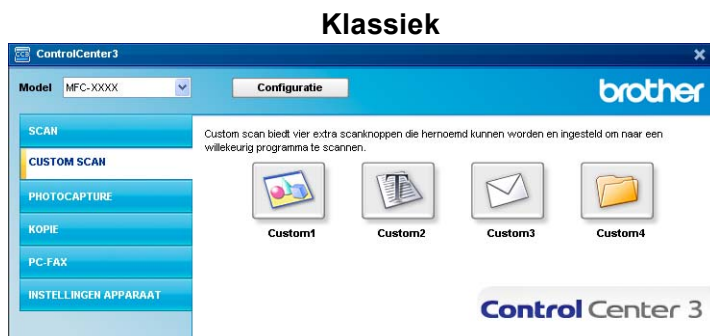 Klassiek
ControlCenter3
Model MFC-XXXX Configuratie brother
SCAN
CUSTOM SCAN
PHOTOCAPTURE
KOPIE
PC-FAX
INSTELLINGEN APPARAAT
Custom scan biedt vier extra scanknoppen die hernoemd kunnen worden en ingesteld om naar een
willekeurig programma te scannen.
Custom1 Custom2 Custom3 Custom4
Control Center 3